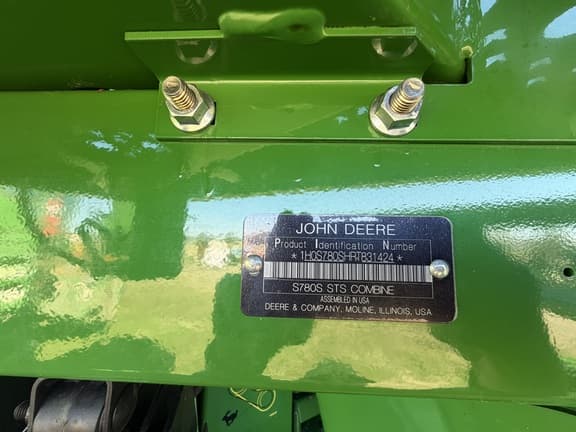 JOHN DEERE
Product Identification Number
*1H0S780SHRT831424*
S780S STS COMBINE
ASSEMBLED IN USA
DEERE & COMPANY, MOLINE, ILLINOIS, USA